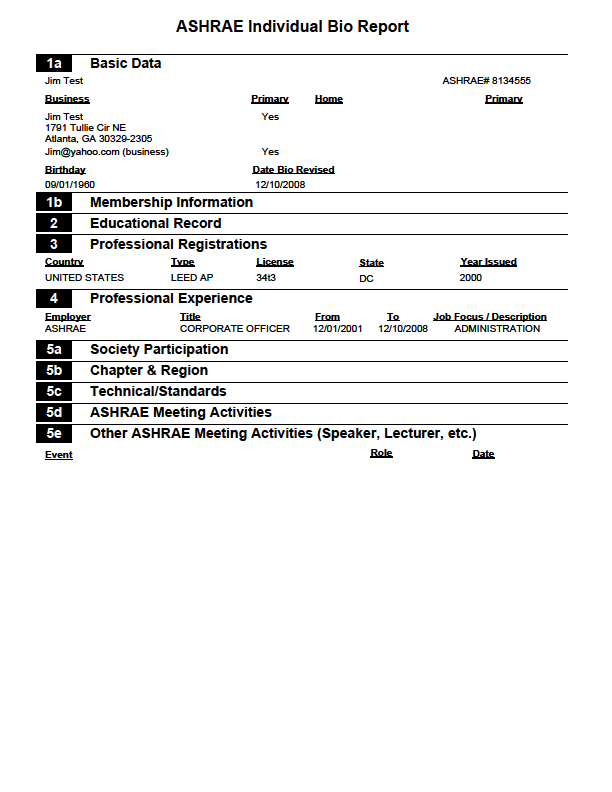 ASHRAE Individual Bio Report
1a Basic Data
Jim Test ASHRAE# 8134555
Business Primary Home Primary
Jim Test Yes
1791 Tullie Cir NE
Atlanta, GA 30329-2305
Jim@yahoo.com (business) Yes
Birthday Date Bio Revised
09/01/1960 12/10/2008
1b Membership Information
2 Educational Record
3 Professional Registrations
Country Type License State Year Issued
UNITED STATES LEED AP 34t3 DC 2000
4 Professional Experience
Employer Title From To Job Focus / Description
ASHRAE CORPORATE OFFICER 12/01/2001 12/10/2008 ADMINISTRATION
5a Society Participation
5b Chapter & Region
5c Technical/Standards
5d ASHRAE Meeting Activities
5e Other ASHRAE Meeting Activities (Speaker, Lecturer, etc.)
Event Role Date